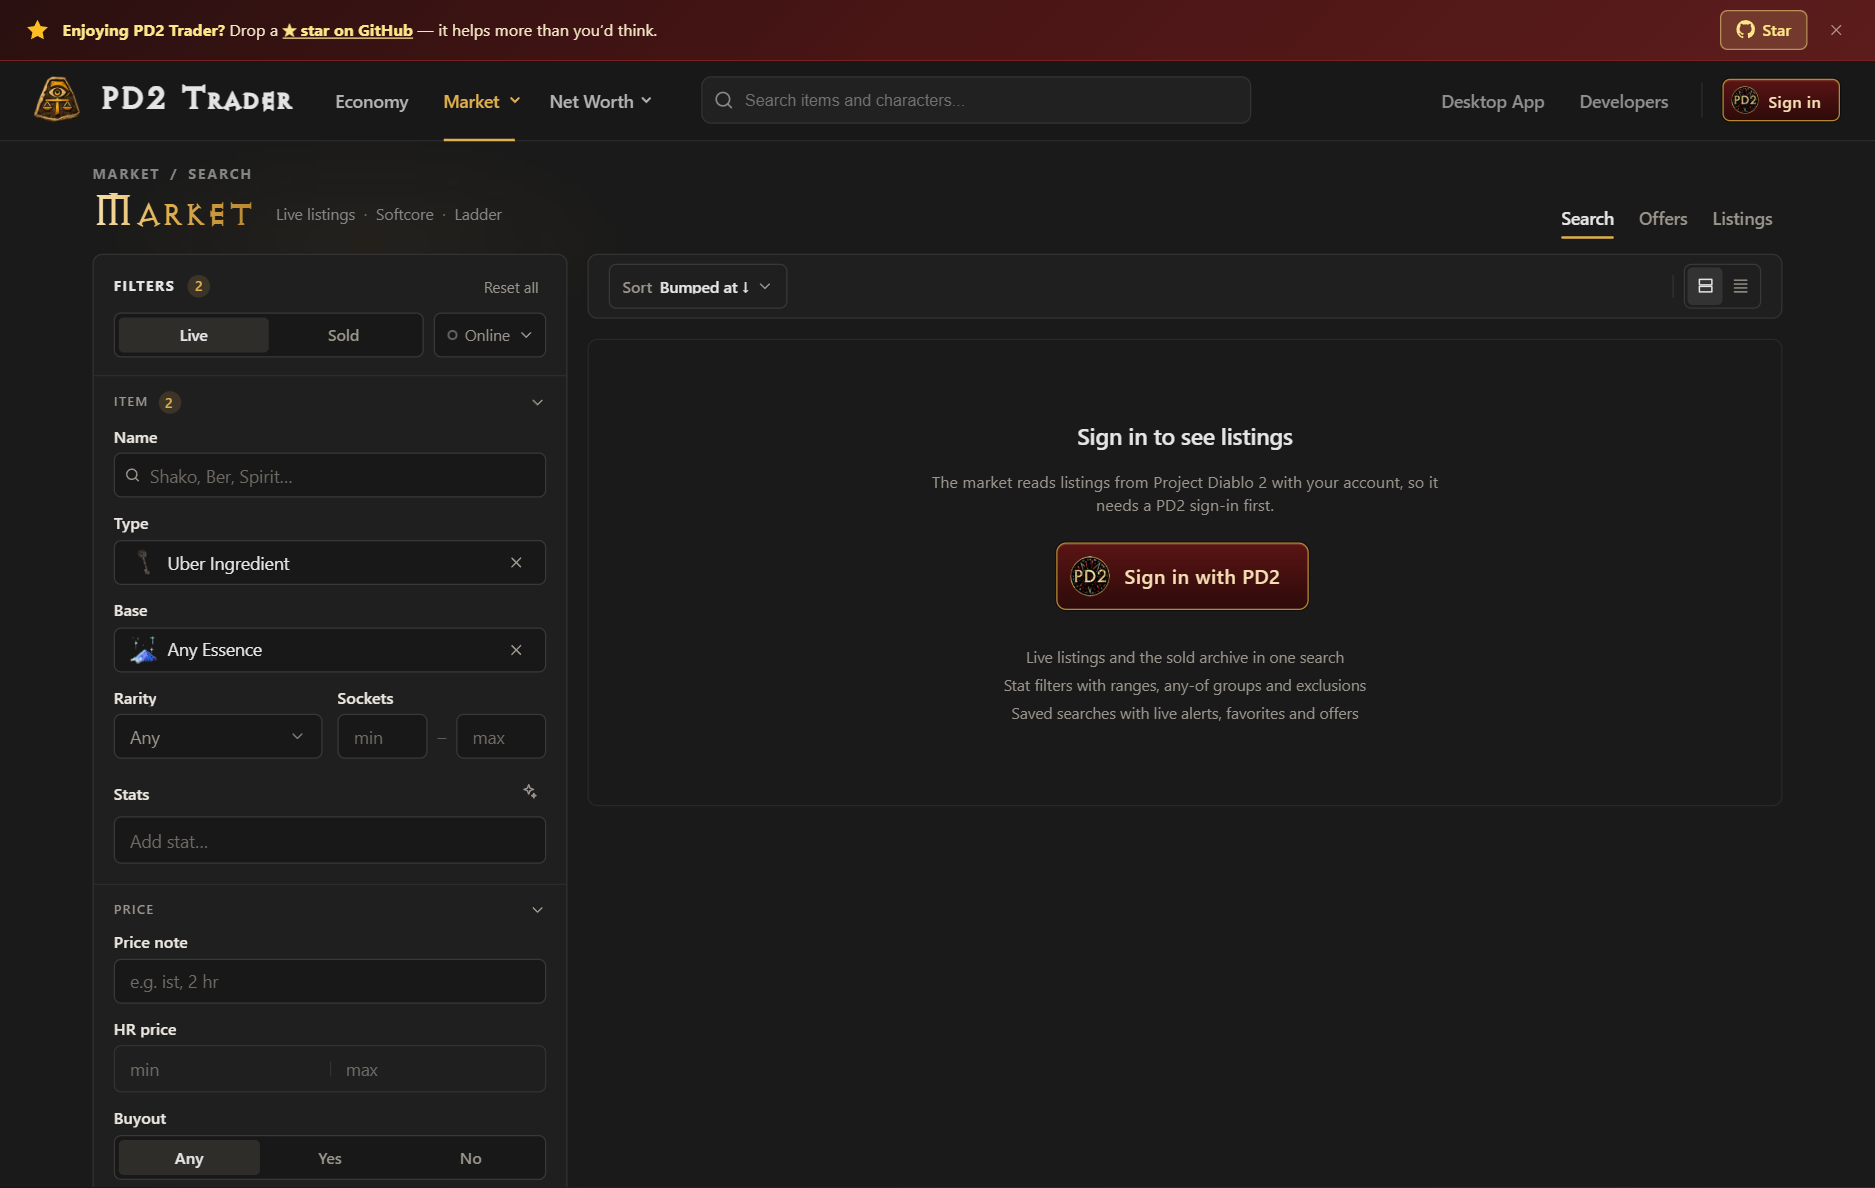 Enjoying PD2 Trader? Drop a ★ star on GitHub — it helps more than you'd think.
Star
PD2 Trader
Economy
Market
Net Worth
Search items and characters...
Desktop App
Developers
PD2
Sign in
MARKET / SEARCH
Market
Live listings · Softcore · Ladder
Search
Offers
Listings
FILTERS 2
Reset all
Live
Sold
Online
ITEM 2
Name
Shako, Ber, Spirit...
Type
Uber Ingredient
Base
Any Essence
Rarity
Sockets
Any
min – max
Stats
Add stat...
PRICE
Price note
e.g. ist, 2 hr
HR price
min
max
Buyout
Any
Yes
No
Sort Bumped at ↓
Sign in to see listings
The market reads listings from Project Diablo 2 with your account, so it
needs a PD2 sign-in first.
PD2
Sign in with PD2
Live listings and the sold archive in one search
Stat filters with ranges, any-of groups and exclusions
Saved searches with live alerts, favorites and offers